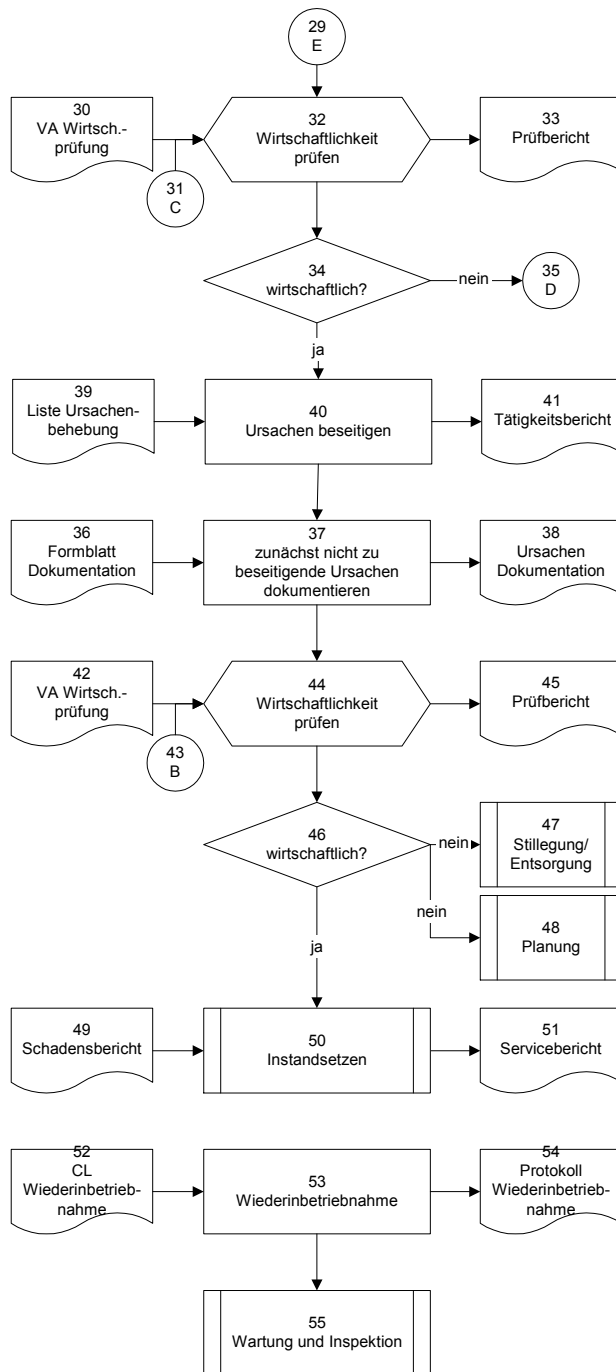 29
E
30
VA Wirtsch.-
prüfung
31
C
32
Wirtschaftlichkeit
prüfen
33
Prüfbericht
34
wirtschaftlich?
nein
35
D
ja
39
Liste Ursachen-
behebung
40
Ursachen beseitigen
41
Tätigkeitsbericht
36
Formblatt
Dokumentation
37
zunächst nicht zu
beseitigende Ursachen
dokumentieren
38
Ursachen
Dokumentation
42
VA Wirtsch.-
prüfung
43
B
44
Wirtschaftlichkeit
prüfen
45
Prüfbericht
46
wirtschaftlich?
nein
47
Stillegung/
Entsorgung
nein
48
Planung
ja
49
Schadensbericht
50
Instandsetzen
51
Servicebericht
52
CL
Wiederinbetrieb-
nahme
53
Wiederinbetriebnahme
54
Protokoll
Wiederinbetrieb-
nahme
55
Wartung und Inspektion